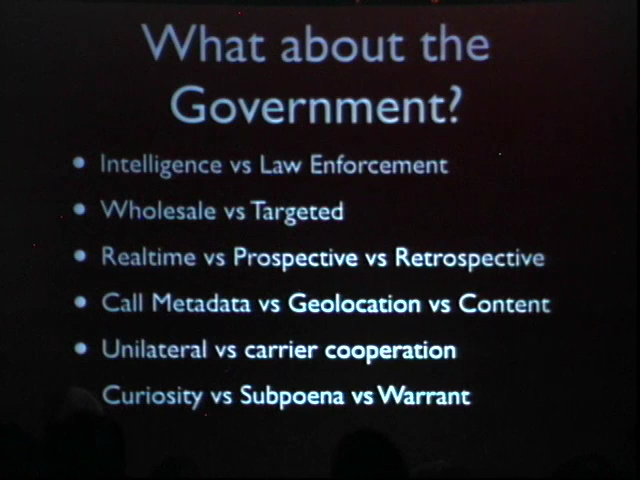 What about the
Government?
• Intelligence vs Law Enforcement
• Wholesale vs Targeted
• Realtime vs Prospective vs Retrospective
• Call Metadata vs Geolocation vs Content
• Unilateral vs carrier cooperation
Curiosity vs Subpoena vs Warrant